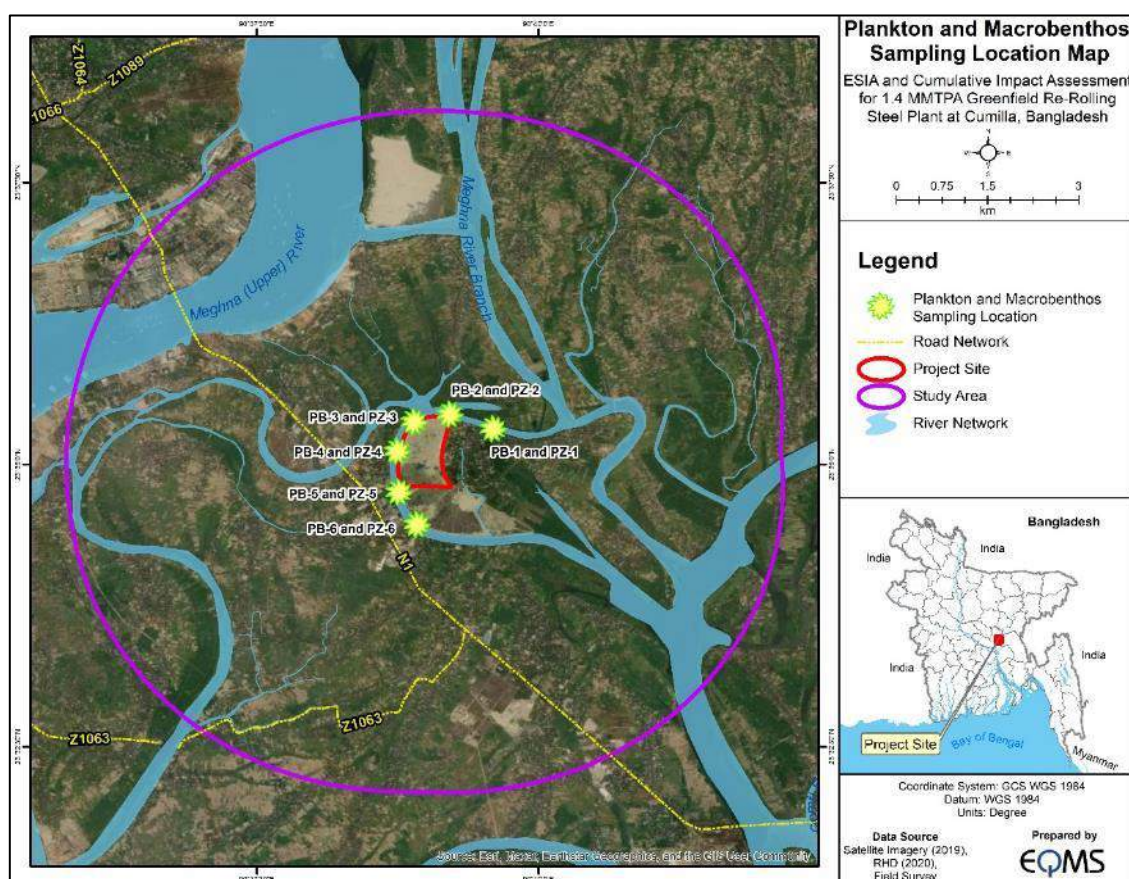 Plankton and Macrobenthos
Sampling Location Map
ESIA and Cumulative Impact Assessment
for 1.4 MMTPA Greenfield Re-Rolling
Steel Plant at Cumilla, Bangladesh
N
W
E
S
0 0.75 1.5 3
km
Legend
Plankton and Macrobenthos
Sampling Location
Road Network
Project Site
Study Area
River Network
Z1064
Z1089
Z1066
Meghna (Upper) River
Meghna River Branch
PB-2 and PZ-2
PB-3 and PZ-3
PB-1 and PZ-1
PB-4 and PZ-4
PB-5 and PZ-5
PB-6 and PZ-6
N1
Z1063
Z1063
Source: Esri, Maxar, Earthstar Geographics, and the GIS User Community
Bangladesh
India
India
India
India
Project Site
Bay of Bengal
Myanmar
Coordinate System: GCS WGS 1984
Datum: WGS 1984
Units: Degree
Data Source
Satellite Imagery (2019),
RHD (2020),
Field Survey
Prepared by
EQMS